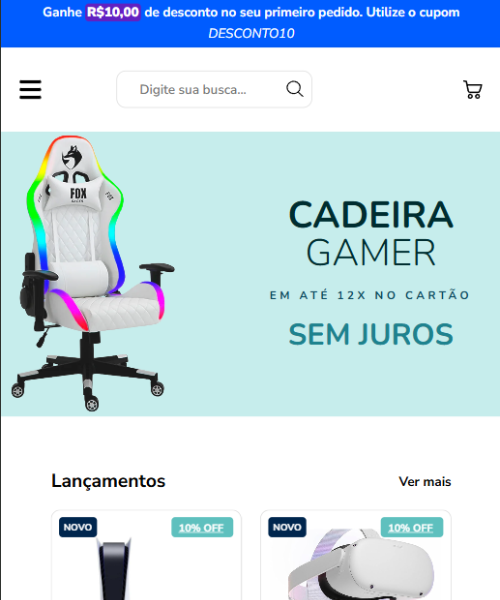 Ganhe R$10,00 de desconto no seu primeiro pedido. Utilize o cupom
DESCONTO10
Digite sua busca...
FOX
CADEIRA
GAMER
EM ATÉ 12X NO CARTÃO
SEM JUROS
Lançamentos
Ver mais
NOVO
10% OFF
NOVO
10% OFF